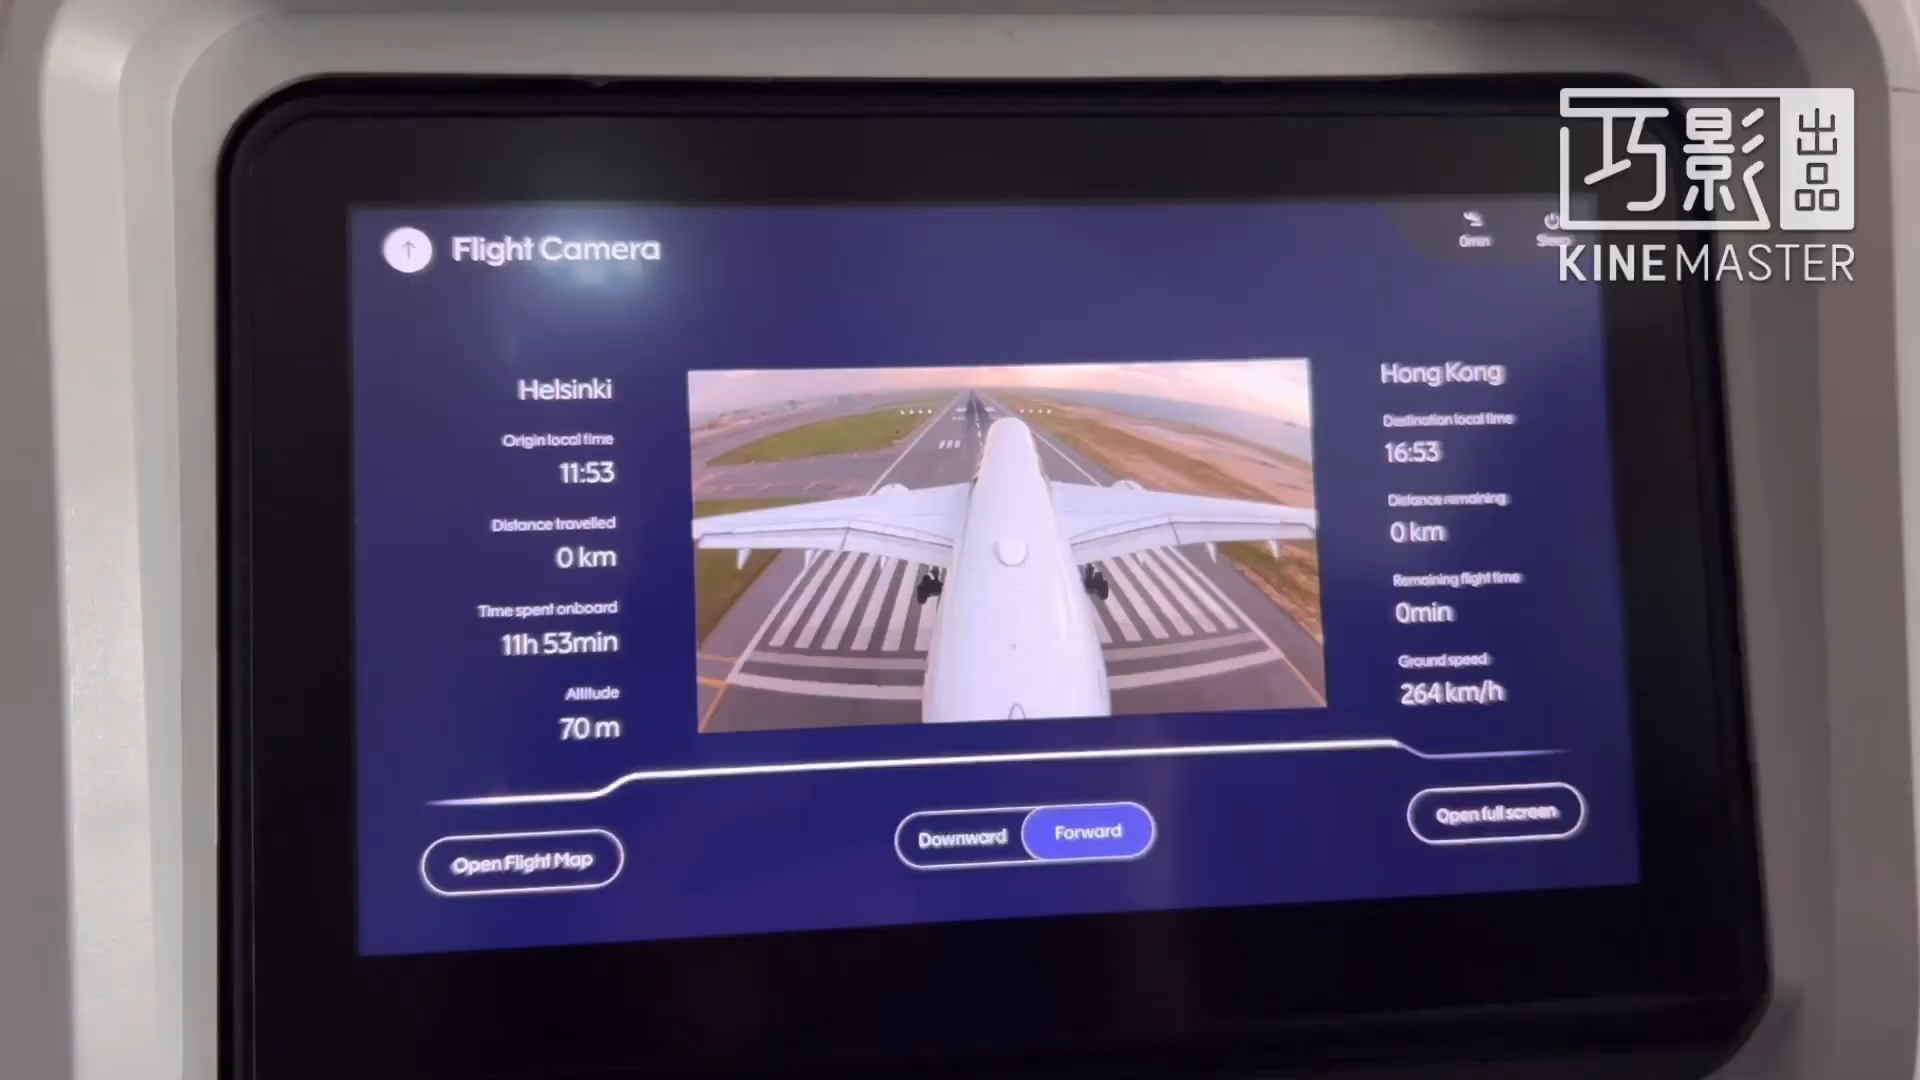 巧影
出品
KINEMASTER
Flight Camera
0min
Sleep
Helsinki
Origin local time
11:53
Distance travelled
0 km
Time spent onboard
11h 53min
Altitude
70 m
Hong Kong
Destination local time
16:53
Distance remaining
0 km
Remaining flight time
0min
Ground speed
264 km/h
Open Flight Map
Downward
Forward
Open full screen